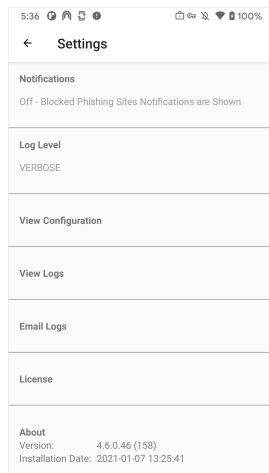 5:36
100%
Settings
Notifications
Off - Blocked Phishing Sites Notifications are Shown
Log Level
VERBOSE
View Configuration
View Logs
Email Logs
License
About
Version: 4.6.0.46 (158)
Installation Date: 2021-01-07 13:25:41